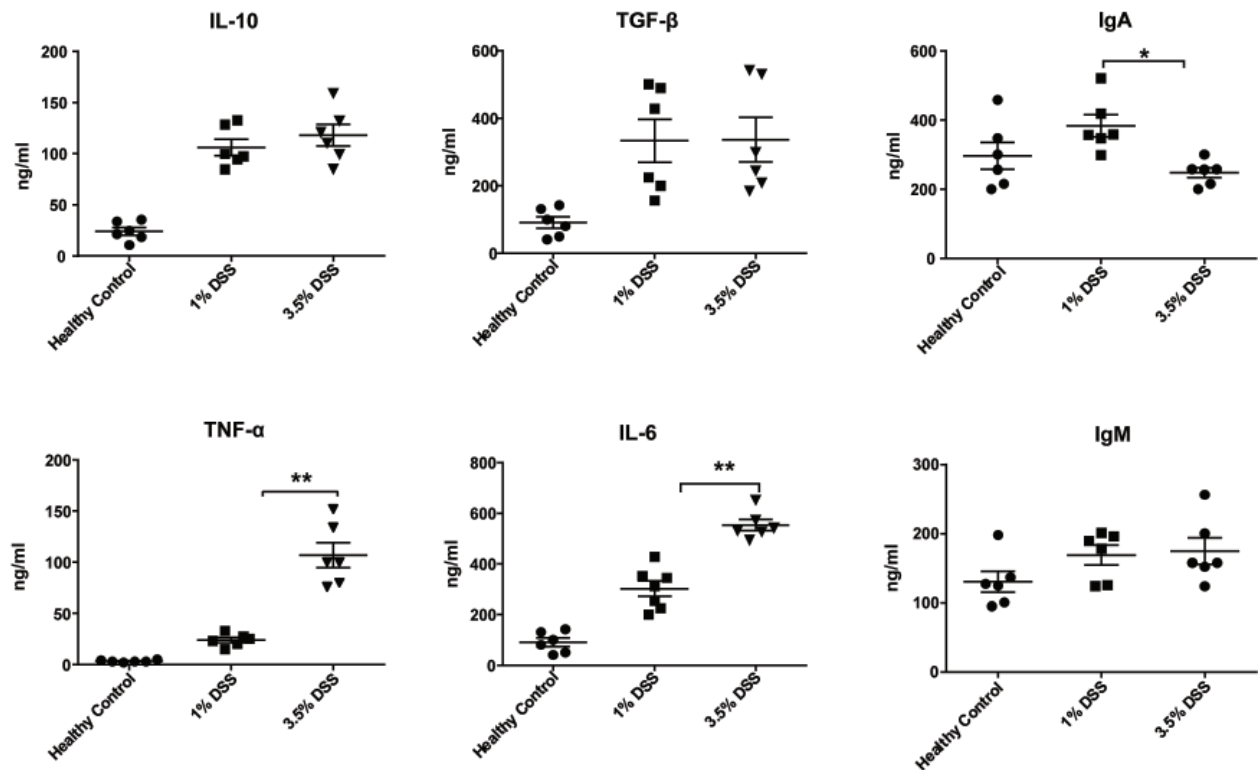 IL-10
200
150
100
50
0
ng/ml
Healthy Control
1% DSS
3.5% DSS
TGF-β
600
400
200
0
ng/ml
Healthy Control
1% DSS
3.5% DSS
IgA
*
600
400
200
0
ng/ml
Healthy Control
1% DSS
3.5% DSS
TNF-α
**
200
150
100
50
0
ng/ml
Healthy Control
1% DSS
3.5% DSS
IL-6
**
800
600
400
200
0
ng/ml
Healthy Control
1% DSS
3.5% DSS
IgM
300
200
100
0
ng/ml
Healthy Control
1% DSS
3.5% DSS